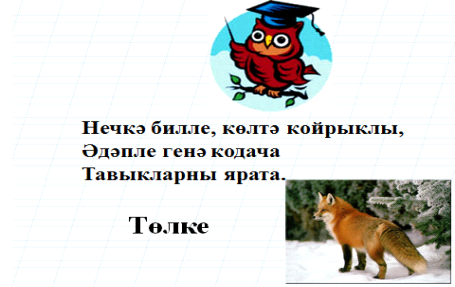 Нечкә билле, көлтә койрыклы,
Әдәпле генә кодача
Тавыкларны ярата.
Төлке